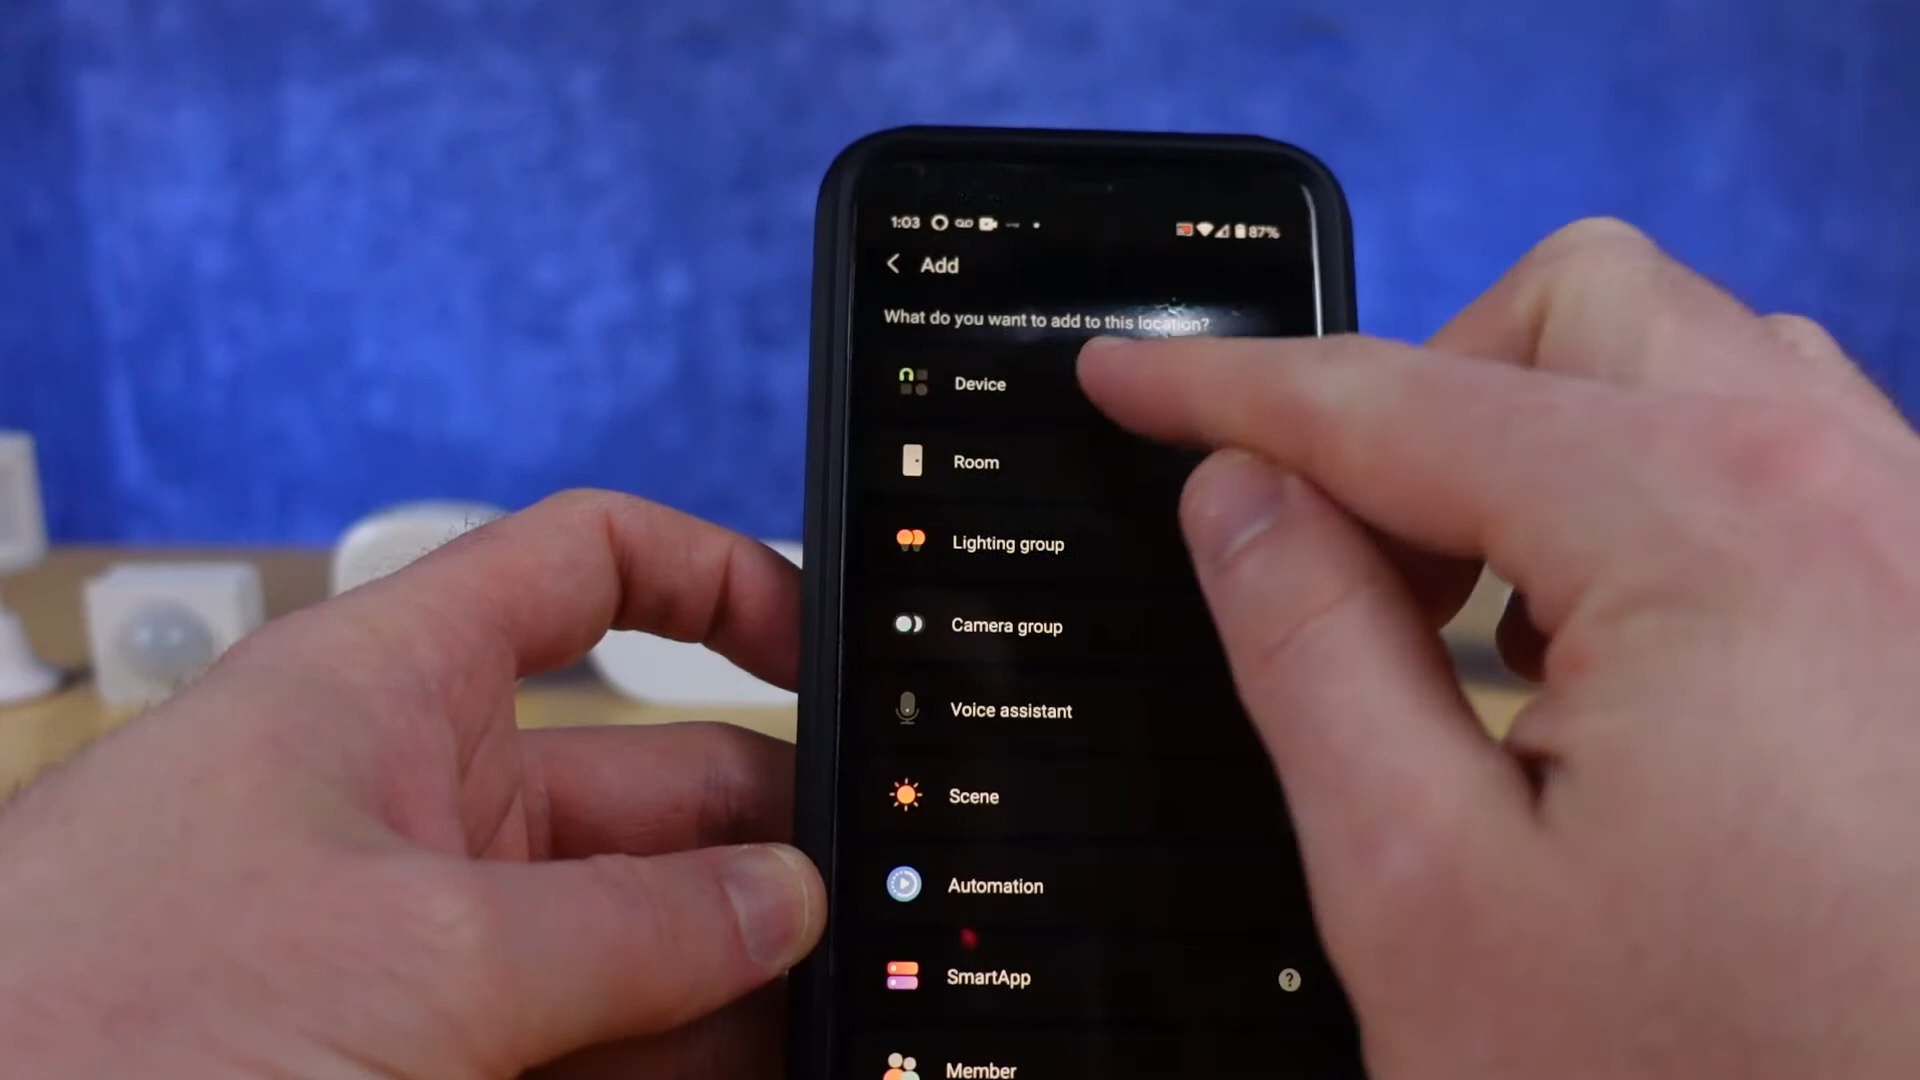 1:03
87%
Add
What do you want to add to this location?
Device
Room
Lighting group
Camera group
Voice assistant
Scene
Automation
SmartApp
?
Member